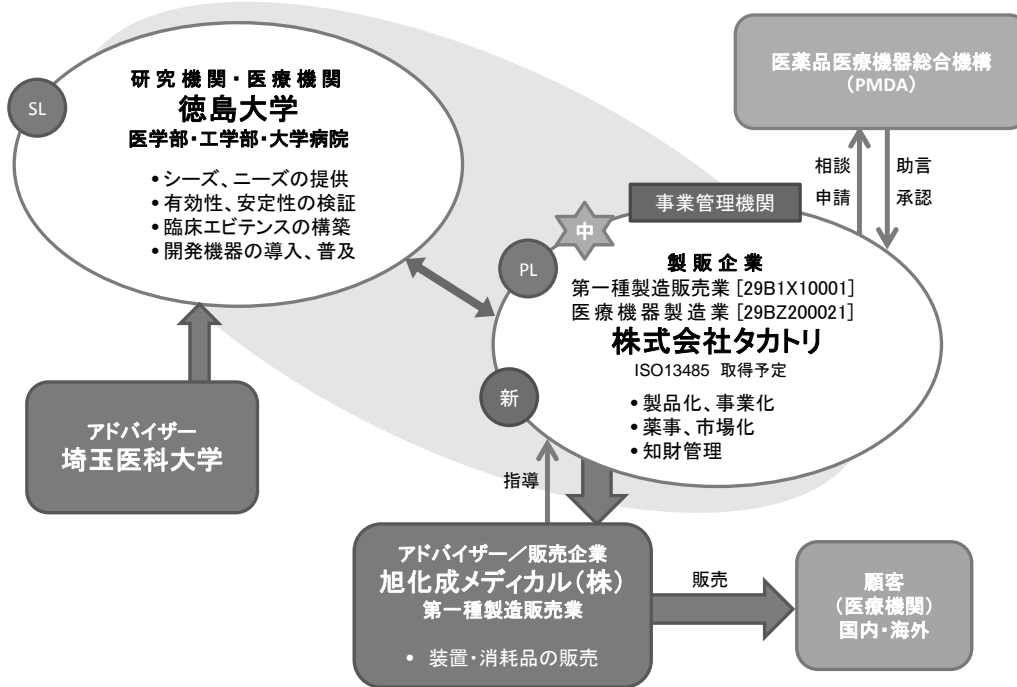 研究機関・医療機関
徳島大学
医学部・工学部・大学病院
SL
•シーズ、ニーズの提供
•有効性、安定性の検証
•臨床エビテンスの構築
•開発機器の導入、普及
医薬品医療機器総合機構
（PMDA）
相談
申請
助言
承認
事業管理機関
中
PL
製販企業
第一種製造販売業 [29B1X10001]
医療機器製造業 [29BZ200021]
株式会社タカトリ
ISO13485 取得予定
新
•製品化、事業化
•薬事、市場化
•知財管理
アドバイザー
埼玉医科大学
指導
アドバイザー／販売企業
旭化成メディカル（株）
第一種製造販売業
• 装置・消耗品の販売
販売
顧客
（医療機関）
国内・海外